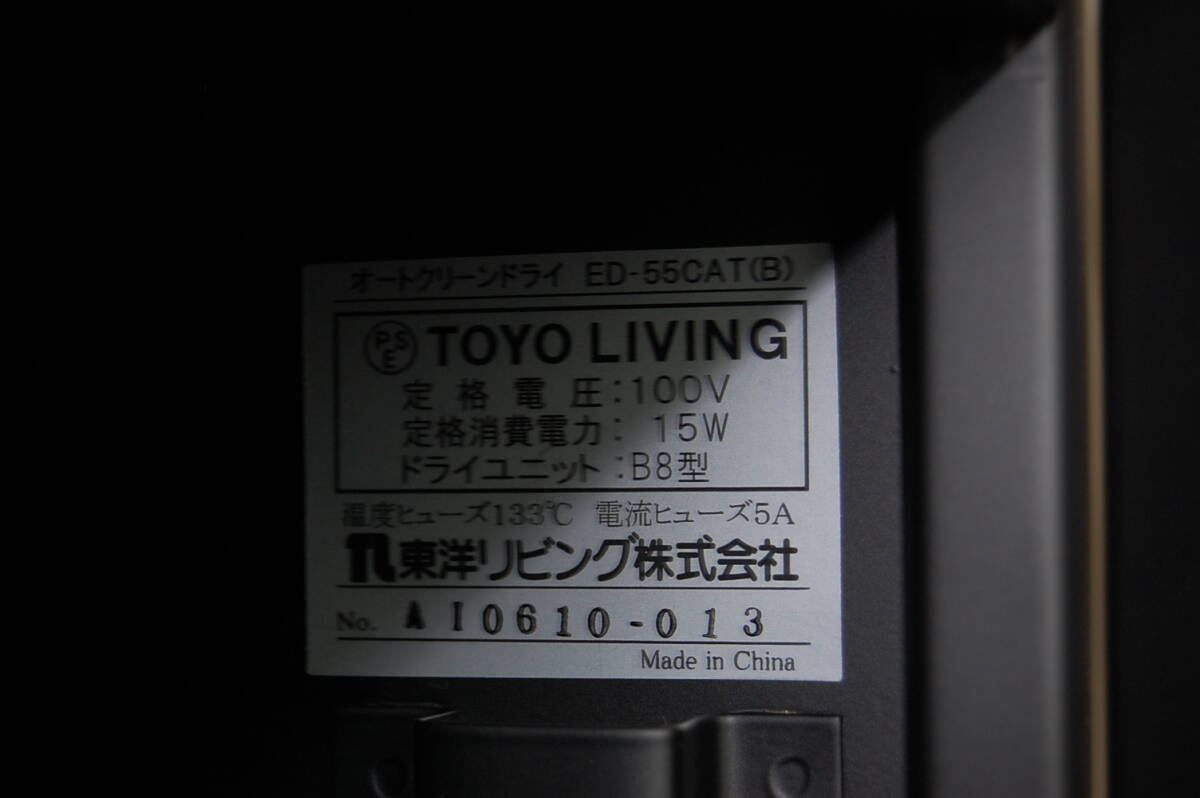 オートクリーンドライ ED-55CAT(B)
PSE TOYO LIVING
定格電圧:100V
定格消費電力: 15W
ドライユニット:B8型
温度ヒューズ133℃ 電流ヒューズ5A
東洋リビング株式会社
No. AI0610-013
Made in China